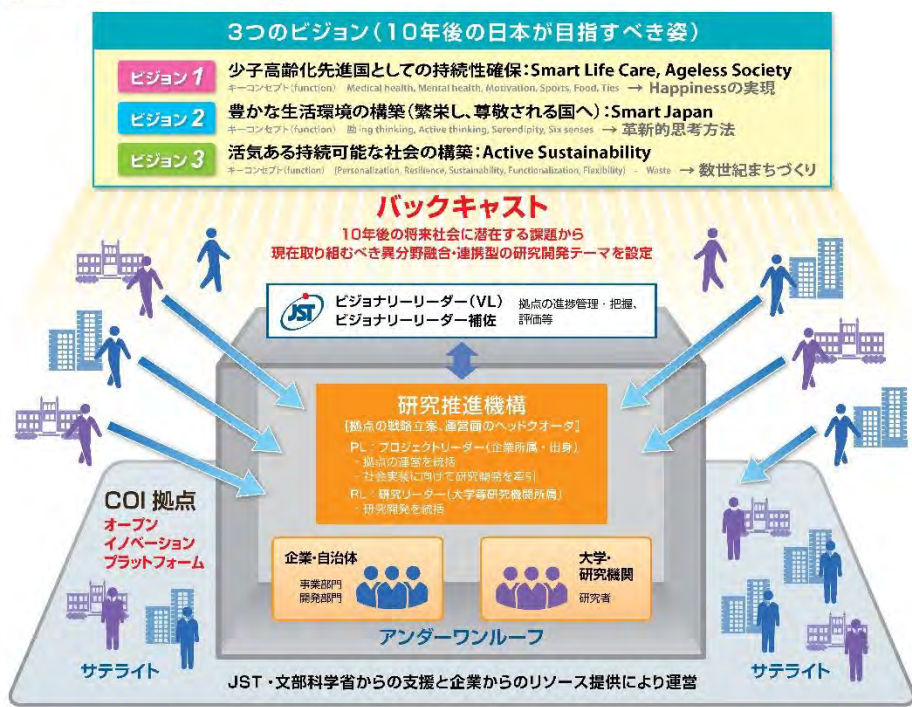 3つのビジョン(10年後の日本が目指すべき姿)
ビジョン1
少子高齢化先進国としての持続性確保:Smart Life Care, Ageless Society
キーコンセプト(function) Medical health, Mental health, Motivation, Sports, Food, Ties → Happinessの実現
ビジョン2
豊かな生活環境の構築(繁栄し、尊敬される国へ):Smart Japan
キーコンセプト(function) 勘ing thinking, Active thinking, Serendipity, Six senses → 革新的思考方法
ビジョン3
活気ある持続可能な社会の構築:Active Sustainability
キーコンセプト(function) (Personalization, Resilience, Sustainability, Functionalization, Flexibility) - Waste → 数世紀まちづくり
バックキャスト
10年後の将来社会に潜在する課題から
現在取り組むべき異分野融合・連携型の研究開発テーマを設定
JST
ビジョナリーリーダー(VL)
ビジョナリーリーダー補佐
拠点の進捗管理・把握、
評価等
研究推進機構
[拠点の戦略立案、運営面のヘッドクオータ]
PL:プロジェクトリーダー(企業所属・出身)
・拠点の運営を統括
・社会実装に向けて研究開発を牽引
RL:研究リーダー(大学等研究機関所属)
・研究開発を統括
COI 拠点
オープン
イノベーション
プラットフォーム
企業・自治体
事業部門
開発部門
大学・
研究機関
研究者
アンダーワンルーフ
サテライト
サテライト
JST・文部科学省からの支援と企業からのリソース提供により運営